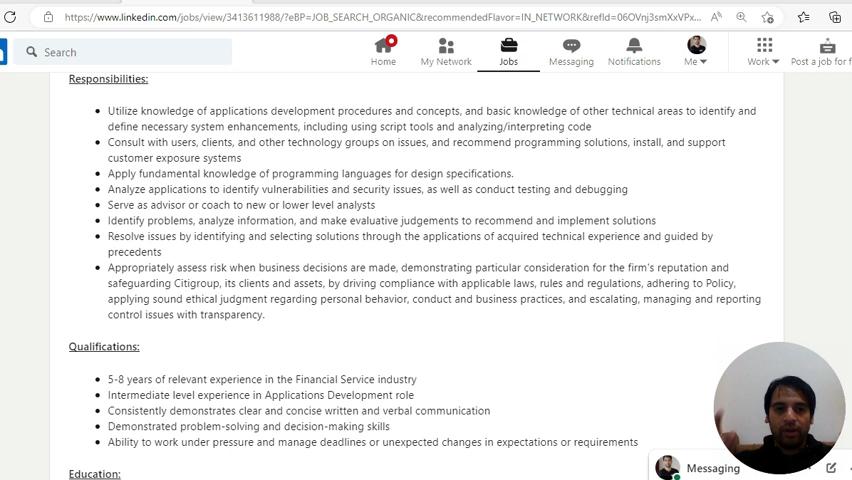 https://www.linkedin.com/jobs/view/3413611988/?eBP=JOB_SEARCH_ORGANIC&recommendedFlavor=IN_NETWORK&refId=06OVnj3smXxVPx...
Search
Home
My Network
Jobs
Messaging
Notifications
Me
Work
Post a job for f
Responsibilities:
Utilize knowledge of applications development procedures and concepts, and basic knowledge of other technical areas to identify and
define necessary system enhancements, including using script tools and analyzing/interpreting code
Consult with users, clients, and other technology groups on issues, and recommend programming solutions, install, and support
customer exposure systems
Apply fundamental knowledge of programming languages for design specifications.
Analyze applications to identify vulnerabilities and security issues, as well as conduct testing and debugging
Serve as advisor or coach to new or lower level analysts
Identify problems, analyze information, and make evaluative judgements to recommend and implement solutions
Resolve issues by identifying and selecting solutions through the applications of acquired technical experience and guided by
precedents
Appropriately assess risk when business decisions are made, demonstrating particular consideration for the firm's reputation and
safeguarding Citigroup, its clients and assets, by driving compliance with applicable laws, rules and regulations, adhering to Policy,
applying sound ethical judgment regarding personal behavior, conduct and business practices, and escalating, managing and reporting
control issues with transparency.
Qualifications:
5-8 years of relevant experience in the Financial Service industry
Intermediate level experience in Applications Development role
Consistently demonstrates clear and concise written and verbal communication
Demonstrated problem-solving and decision-making skills
Ability to work under pressure and manage deadlines or unexpected changes in expectations or requirements
Messaging
Education: